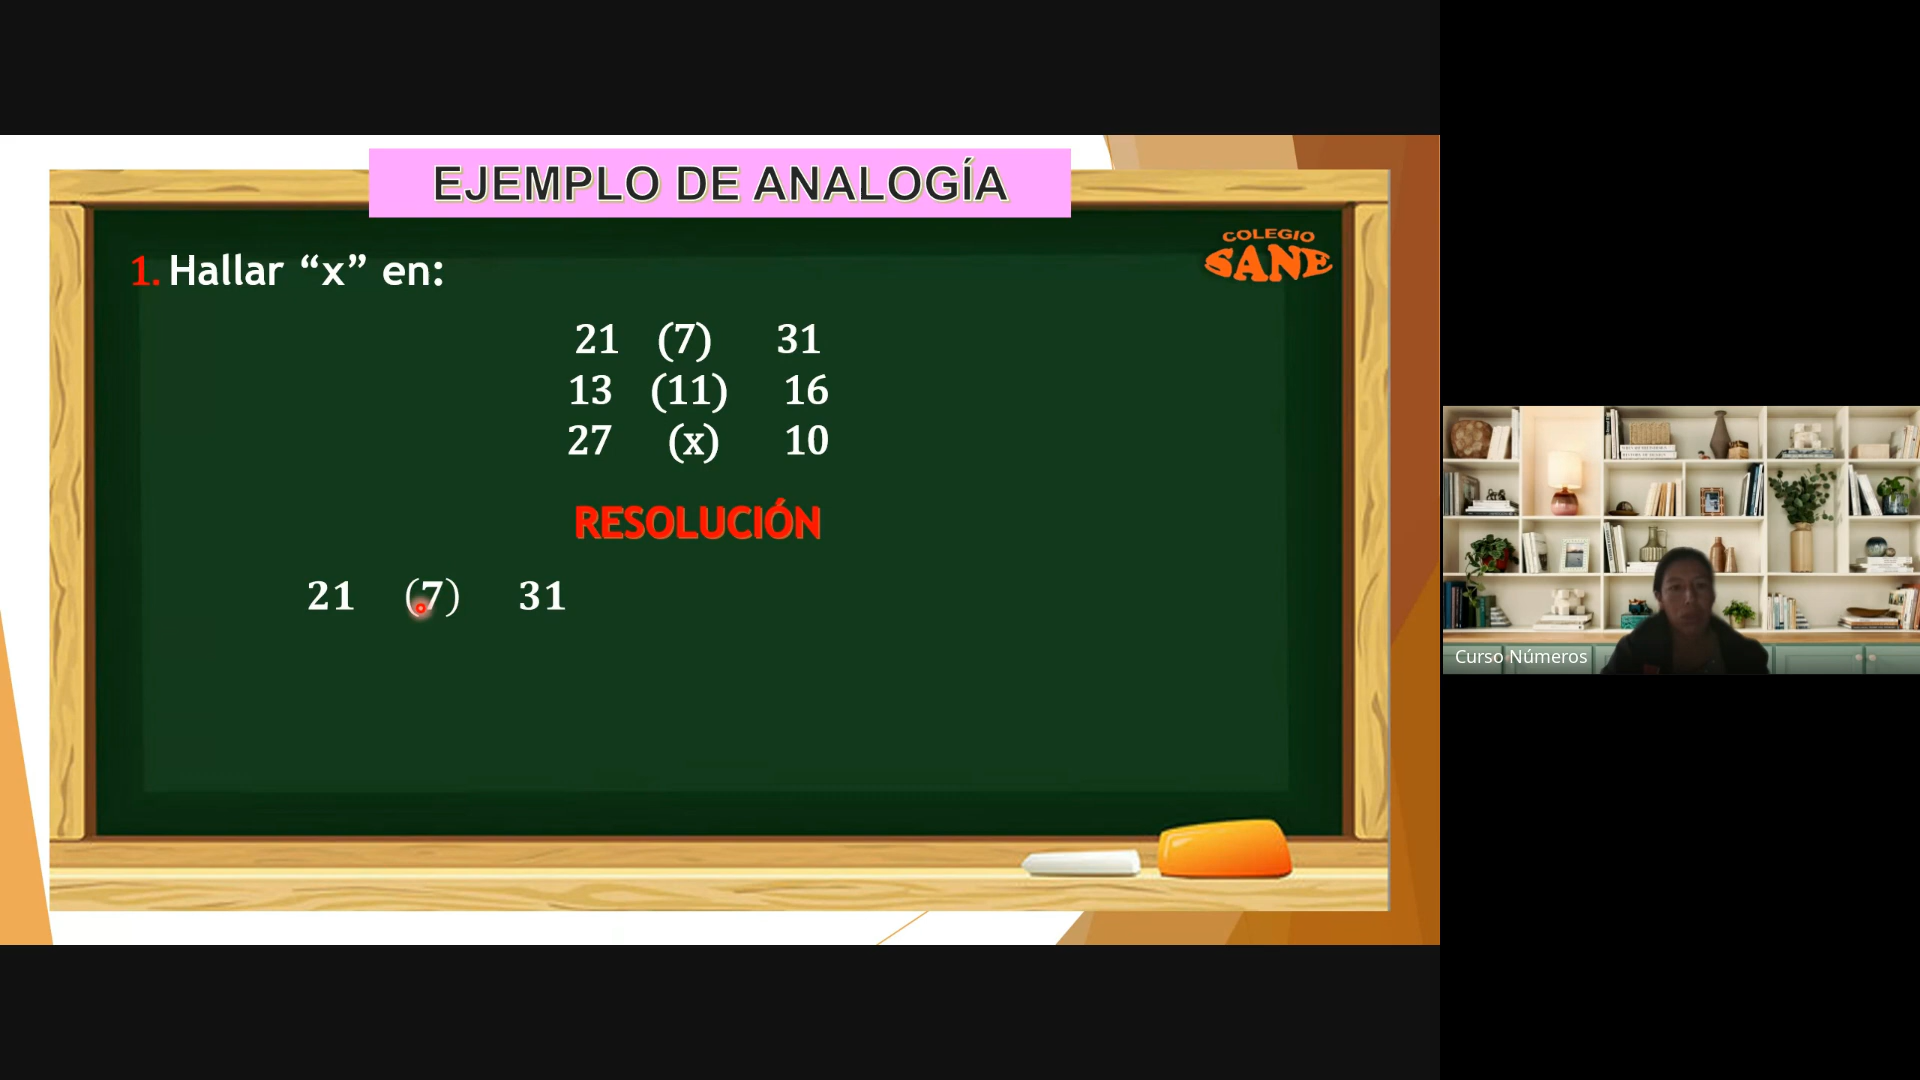 EJEMPLO DE ANALOGÍA
COLEGIO
SANE
1. Hallar “x” en:
21 (7) 31
13 (11) 16
27 (x) 10
RESOLUCIÓN
21 (7) 31
Curso Números